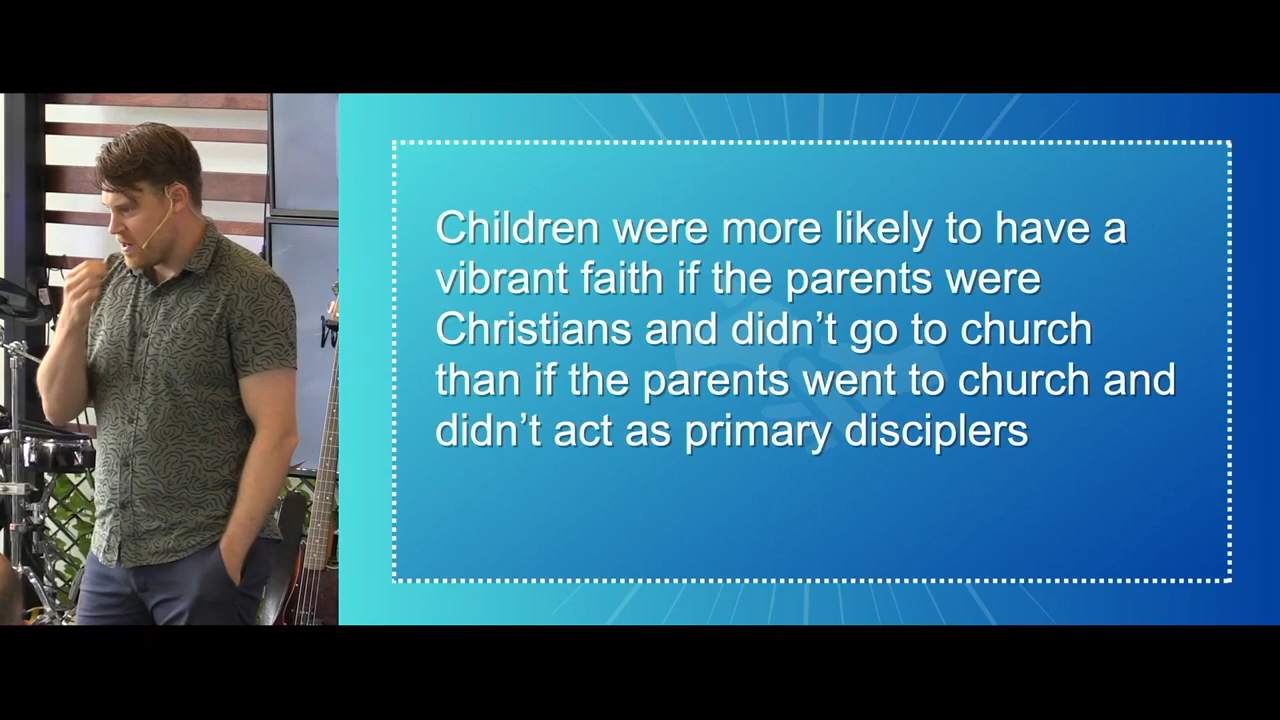 Children were more likely to have a
vibrant faith if the parents were
Christians and didn’t go to church
than if the parents went to church and
didn’t act as primary disciplers